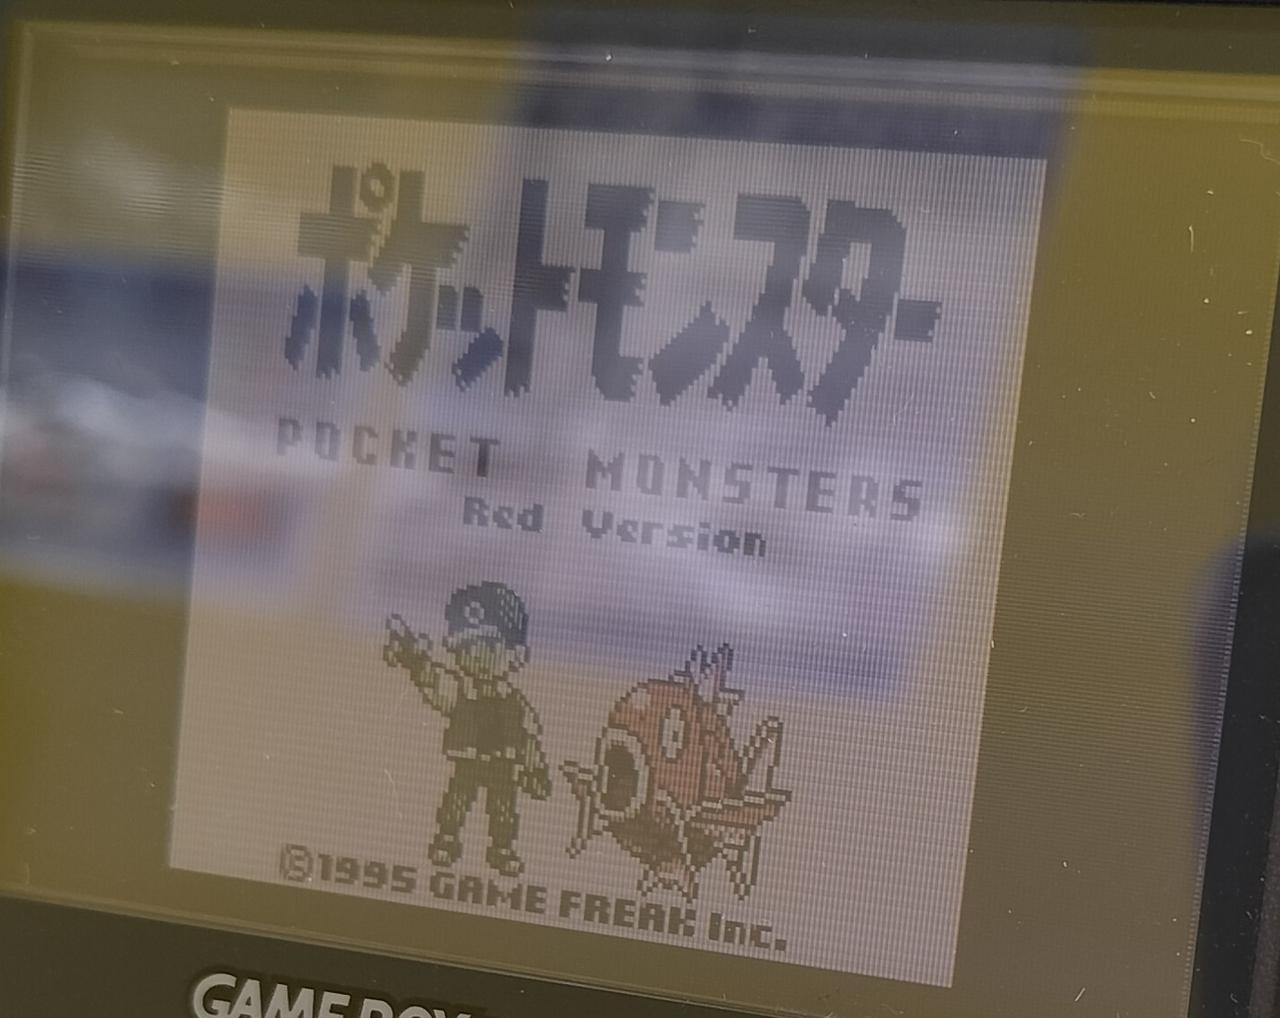 ポケットモンスター
POCKET MONSTERS
Red Version
©1995 GAME FREAK Inc.
GAME BOY